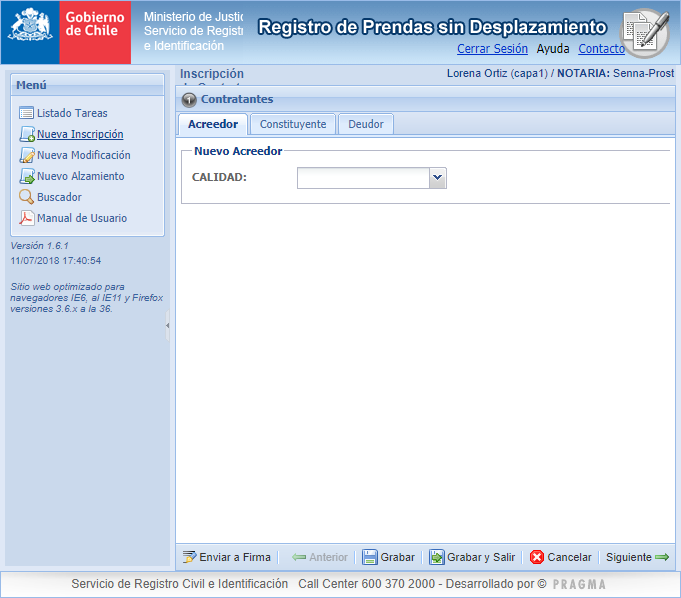 Gobierno
de Chile
Ministerio de Justic
Servicio de Registr
e Identificación
Registro de Prendas sin Desplazamiento
Cerrar Sesión Ayuda Contacto
Menú
Listado Tareas
Nueva Inscripción
Nueva Modificación
Nuevo Alzamiento
Buscador
Manual de Usuario
Versión 1.6.1
11/07/2018 17:40:54
Sitio web optimizado para
navegadores IE6, al IE11 y Firefox
versiones 3.6.x a la 36.
Inscripción
Lorena Ortiz (capa1) / NOTARIA: Senna-Prost
1 Contratantes
Acreedor Constituyente Deudor
Nuevo Acreedor
CALIDAD:
Enviar a Firma Anterior Grabar Grabar y Salir Cancelar Siguiente
Servicio de Registro Civil e Identificación Call Center 600 370 2000 - Desarrollado por © PRAGMA